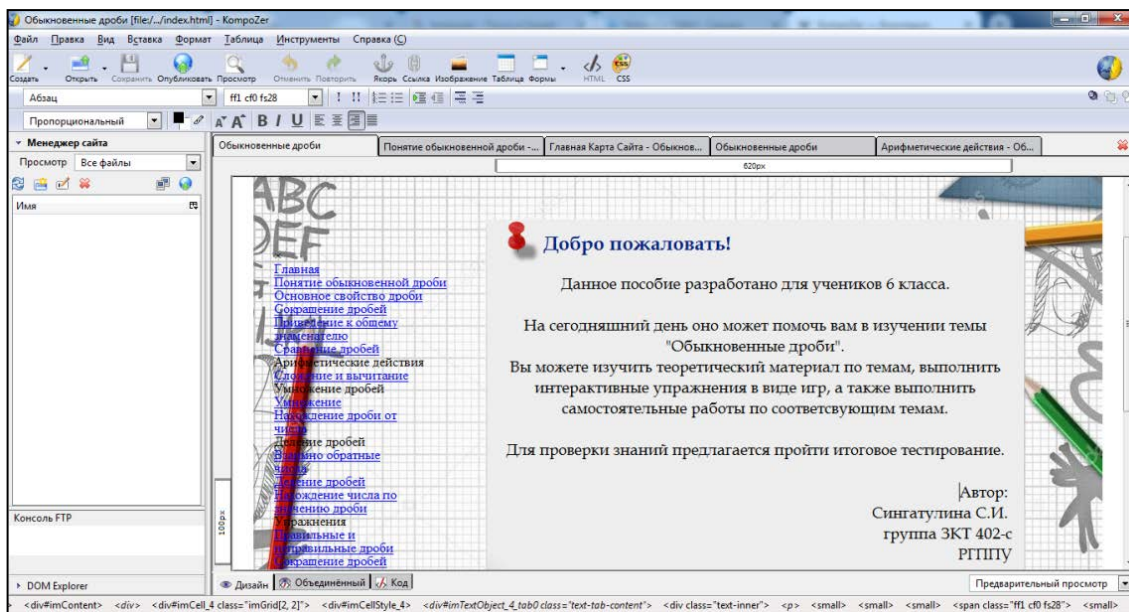 Обыкновенные дроби [file:/.../index.html] - KompoZer
Файл Правка Вид Вставка Формат Таблица Инструменты Справка (C)
Создать Открыть Сохранить Опубликовать Просмотр Отменить Повторить Якорь Ссылка Изображение Таблица Формы HTML CSS
Абзац ff1 cf0 fs28
Пропорциональный A A B I U
Менеджер сайта
Просмотр Все файлы
Имя
Консоль FTP
DOM Explorer
Обыкновенные дроби Понятие обыкновенной дроби -... Главная Карта Сайта - Обыкнов... Обыкновенные дроби Арифметические действия - Об...
620px
100px
ABC
DEF
Главная
Понятие обыкновенной дроби
Основное свойство дроби
Сокращение дробей
Приведение к общему
знаменателю
Сравнение дробей
Арифметические действия
Сложение и вычитание
Умножение дробей
Умножение
Нахождение дроби от
числа
Деление дробей
Взаимно обратные
числа
Деление дробей
Нахождение числа по
значению дроби
Упражнения
Правильные и
неправильные дроби
Сокращение дробей
Добро пожаловать!
Данное пособие разработано для учеников 6 класса.
На сегодняшний день оно может помочь вам в изучении темы
"Обыкновенные дроби".
Вы можете изучить теоретический материал по темам, выполнить
интерактивные упражнения в виде игр, а также выполнить
самостоятельные работы по соответсвующим темам.
Для проверки знаний предлагается пройти итоговое тестирование.
Автор:
Сингатулина С.И.
группа ЗКТ 402-с
РГППУ
Дизайн Объединённый Код Предварительный просмотр
<div#imContent> <div> <div#imCell_4 class="imGrid[2, 2]"> <div#imCellStyle_4> <div#imTextObject_4_tab0 class="text-tab-content"> <div class="text-inner"> <p> <small> <small> <small> <span class="ff1 cf0 fs28"> <small>